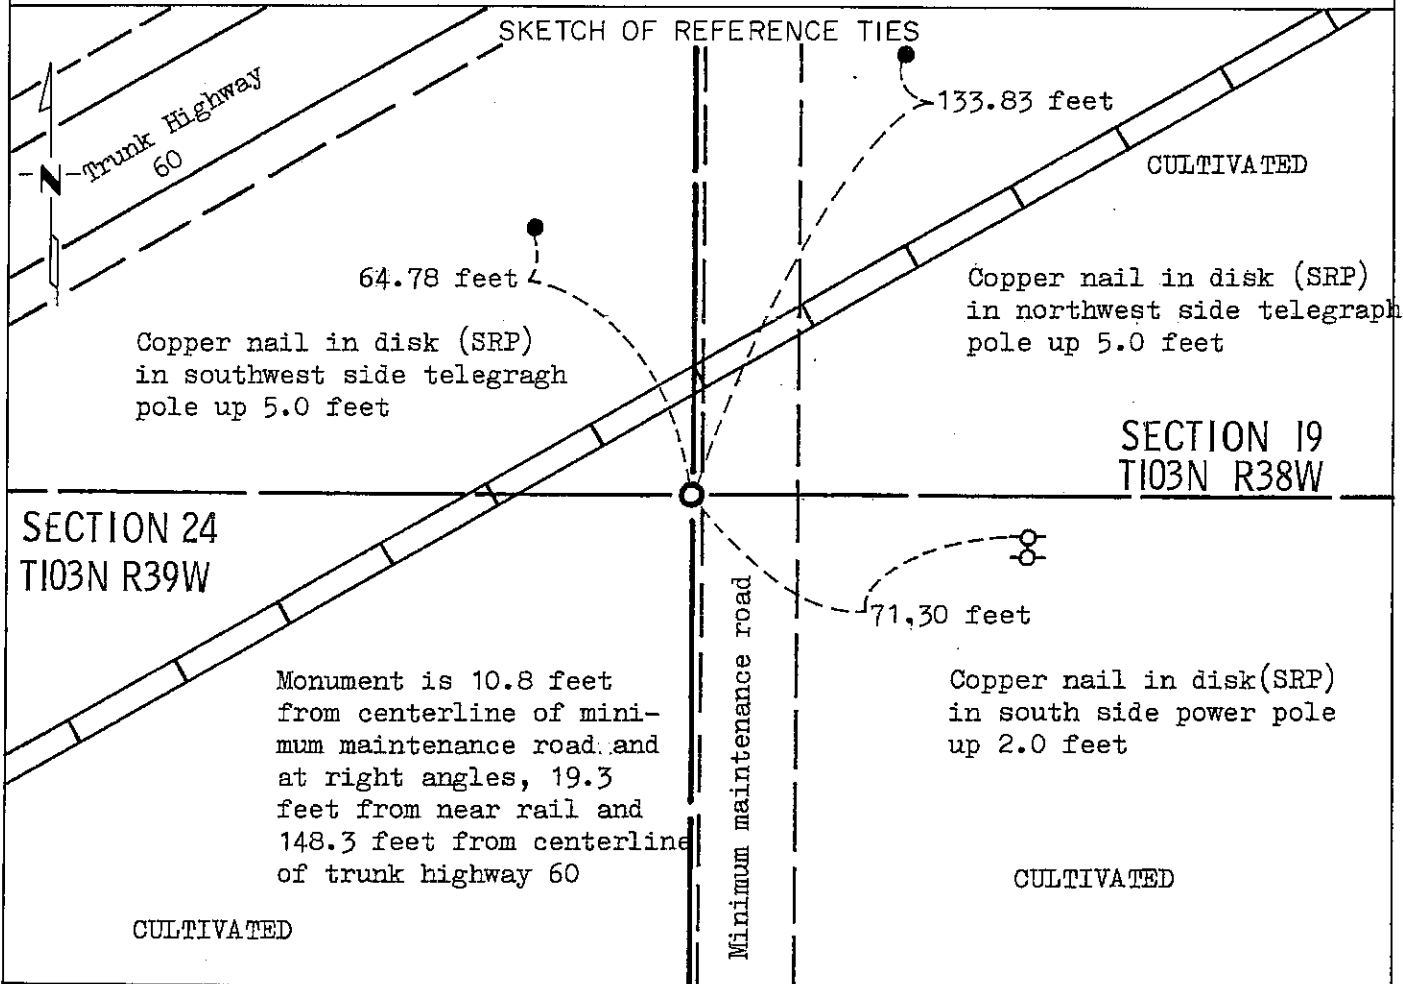 SKETCH OF REFERENCE TIES
N
Trunk Highway
60
133.83 feet
CULTIVATED
64.78 feet
Copper nail in disk (SRP)
in northwest side telegraph
pole up 5.0 feet
Copper nail in disk (SRP)
in southwest side telegragh
pole up 5.0 feet
SECTION 19
T103N R38W
SECTION 24
T103N R39W
71.30 feet
Minimum maintenance road
Monument is 10.8 feet
from centerline of mini-
mum maintenance road and
at right angles, 19.3
feet from near rail and
148.3 feet from centerline
of trunk highway 60
Copper nail in disk(SRP)
in south side power pole
up 2.0 feet
CULTIVATED
CULTIVATED